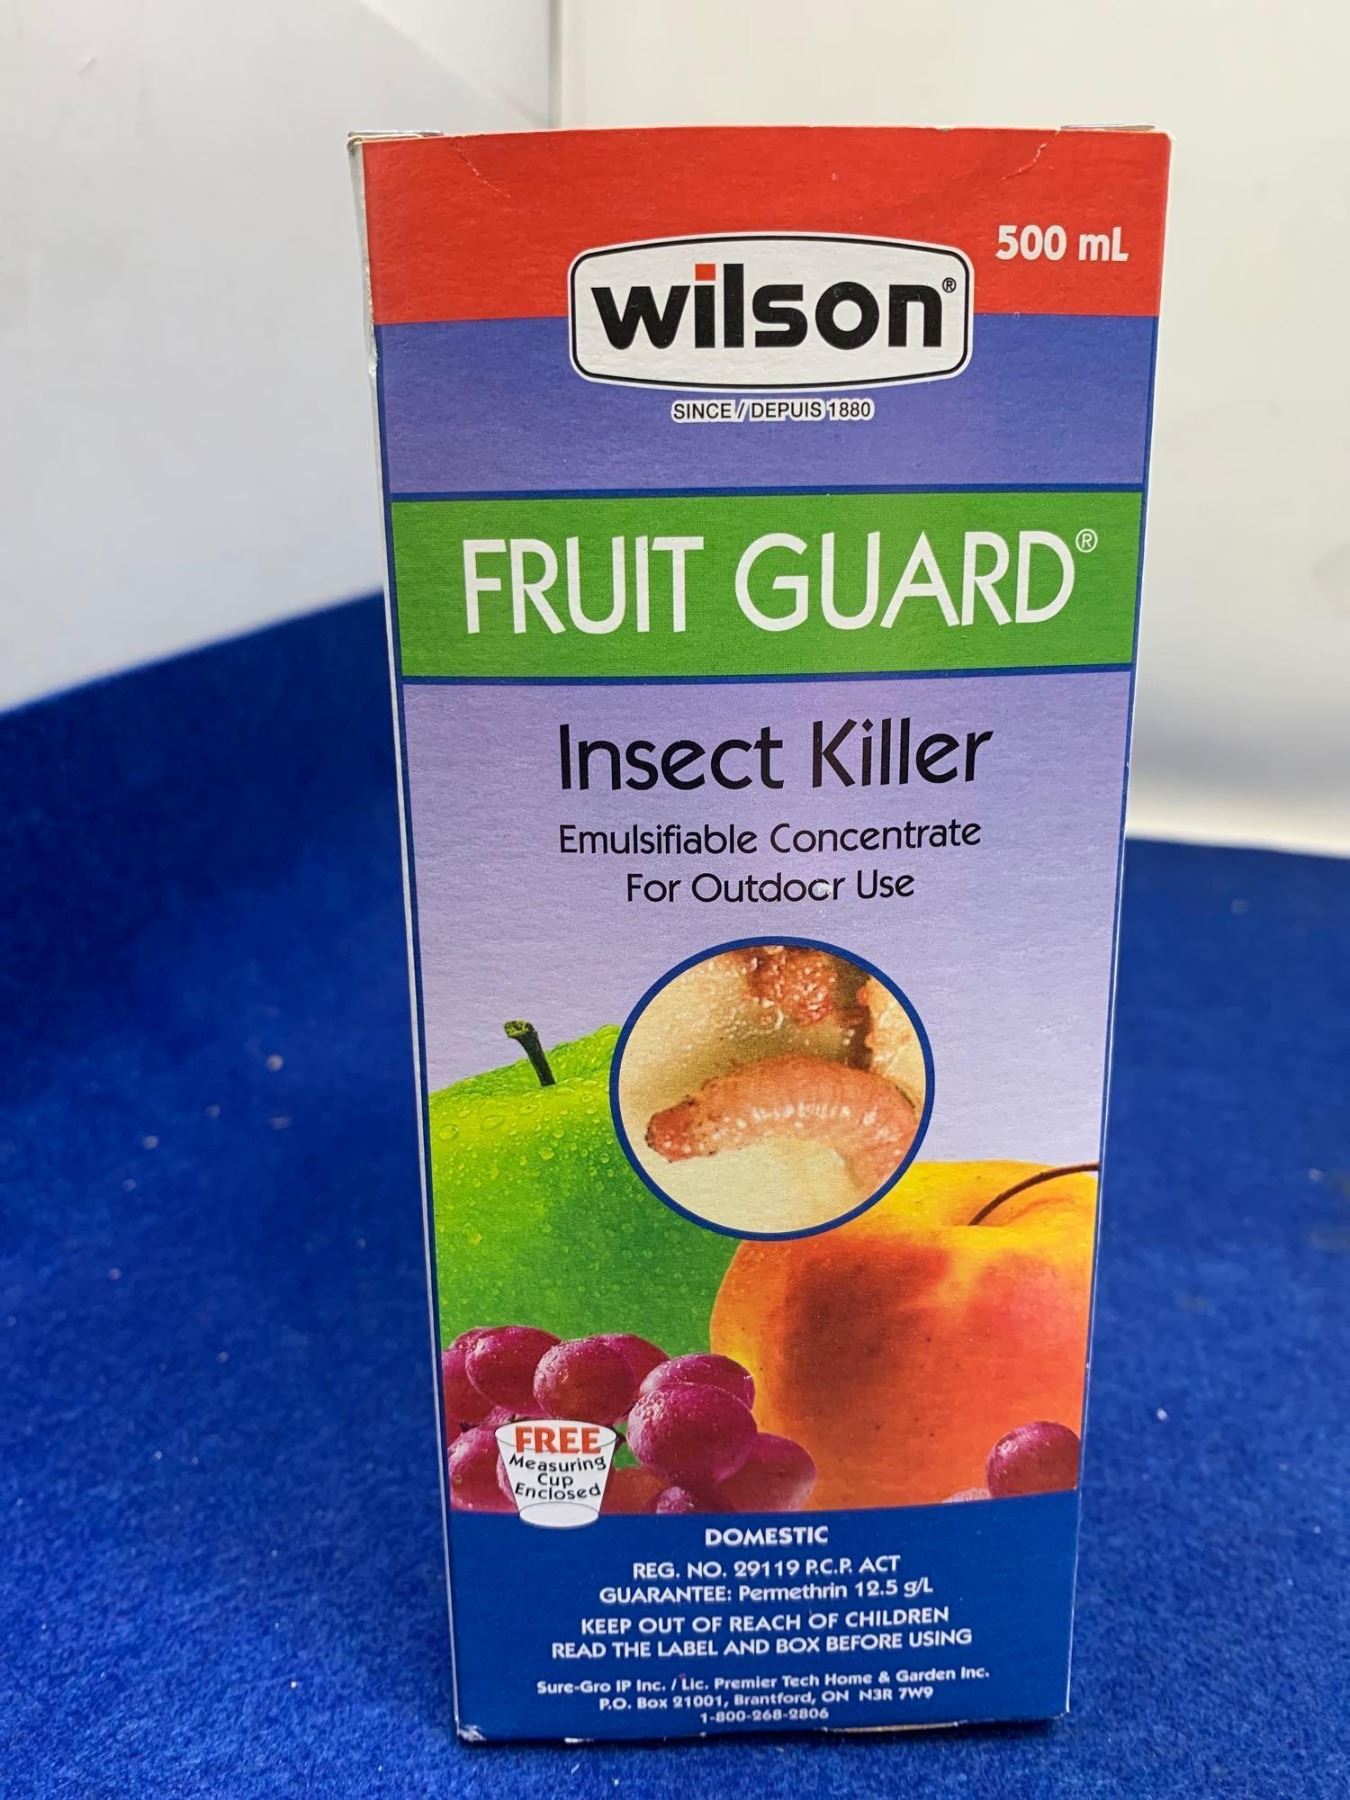 500 mL
wilson®
SINCE / DEPUIS 1880
FRUIT GUARD®
Insect Killer
Emulsifiable Concentrate
For Outdoor Use
FREE
Measuring
Cup
Enclosed
DOMESTIC
REG. NO. 29119 P.C.P. ACT
GUARANTEE: Permethrin 12.5 g/L
KEEP OUT OF REACH OF CHILDREN
READ THE LABEL AND BOX BEFORE USING
Sure-Gro IP Inc. / Lic. Premier Tech Home & Garden Inc.
P.O. Box 21001, Brantford, ON N3R 7W9
1-800-268-2806